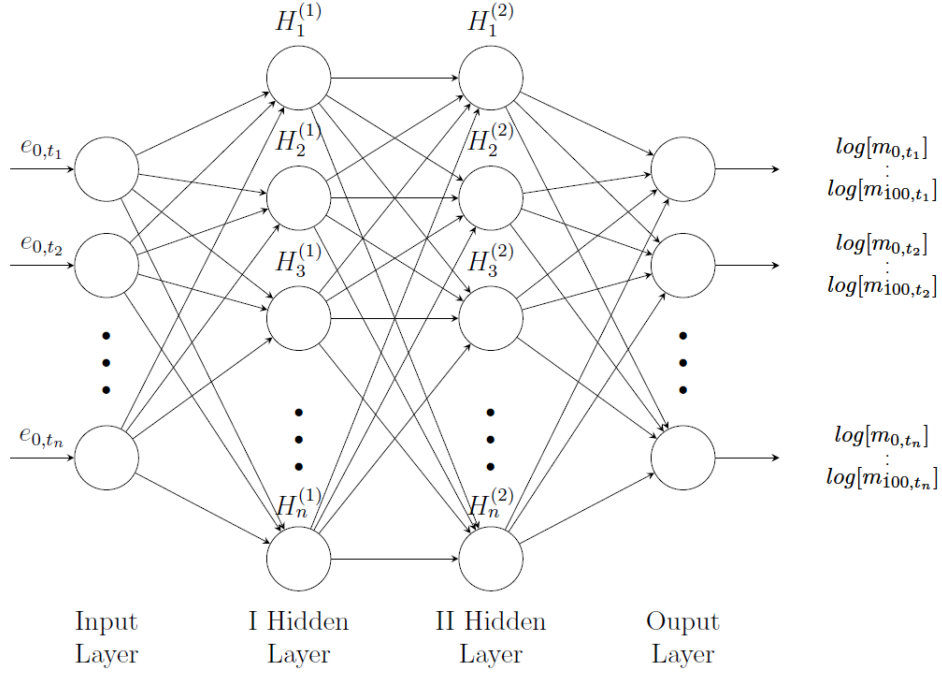 H_1^{(1)} H_1^{(2)}
e_{0,t_1} H_2^{(1)} H_2^{(2)} log[m_{0,t_1}]
⋮
log[m_{100,t_1}]
e_{0,t_2} H_3^{(1)} H_3^{(2)} log[m_{0,t_2}]
⋮
log[m_{100,t_2}]
e_{0,t_n} log[m_{0,t_n}]
⋮
log[m_{100,t_n}]
H_n^{(1)} H_n^{(2)}
Input I Hidden II Hidden Ouput
Layer Layer Layer Layer